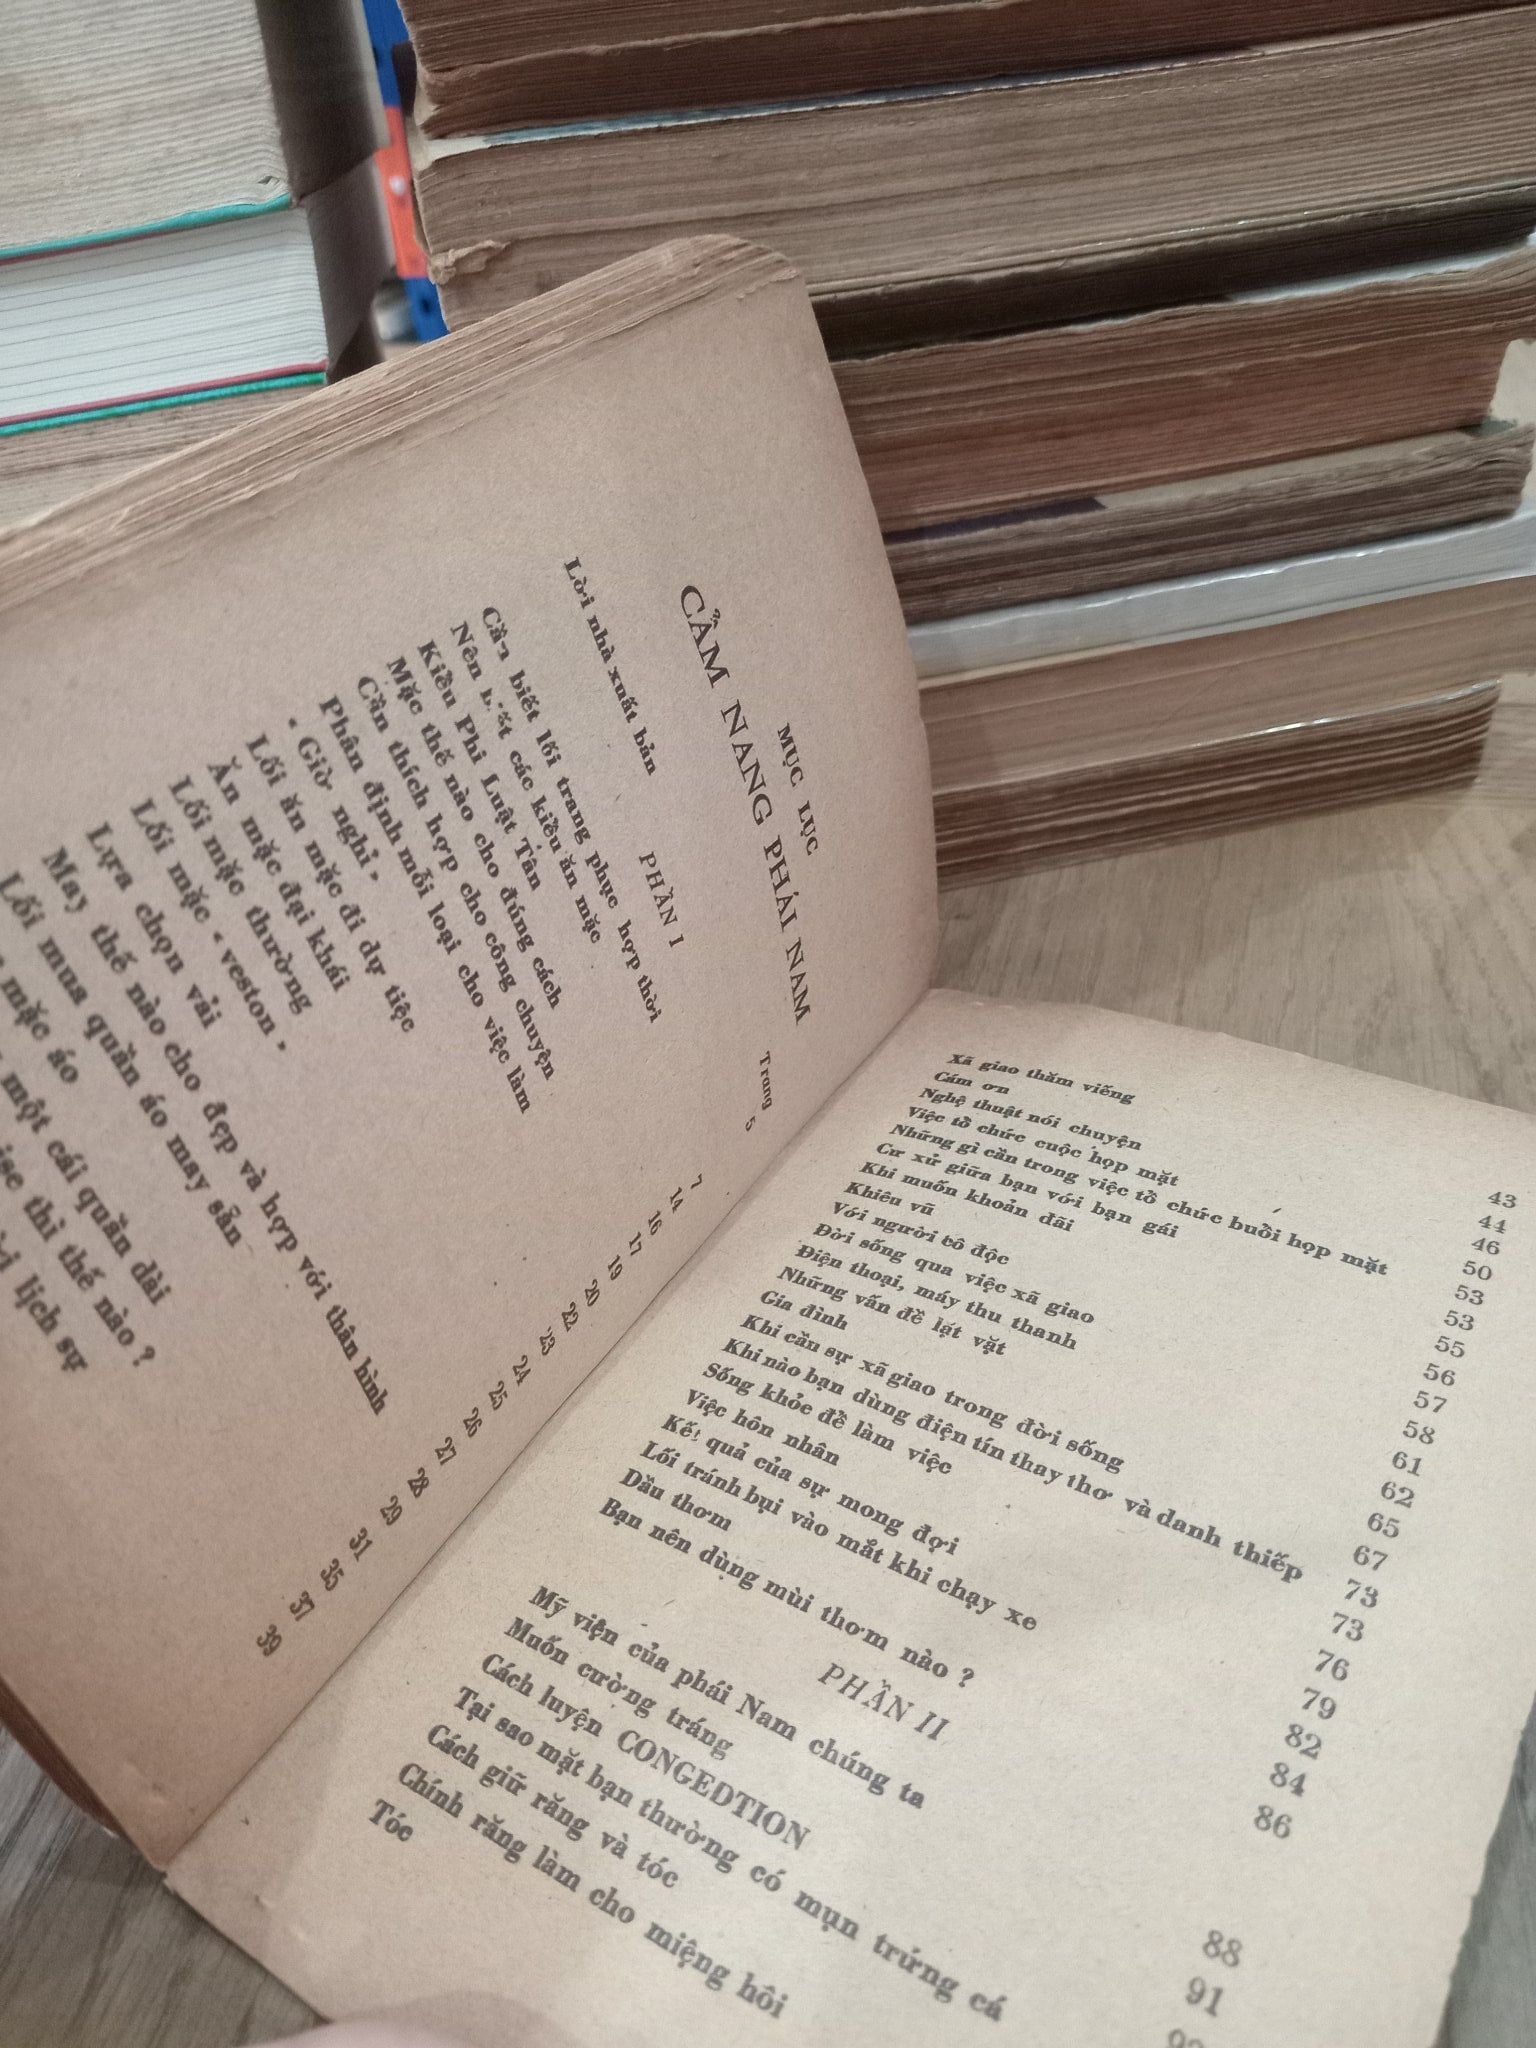 MỤC LỤC
CẨM NANG PHÁI NAM
Trang
Lời nhà xuất bản 5
PHẦN I
Cần biết lối trang phục hợp thời 7
Nên biết các kiểu ăn mặc 14
Kiểu Phi Luật Tân 16
Mặc thế nào cho đúng cách 17
Cần thích hợp cho công chuyện 19
Phân định mỗi loại cho việc làm 20
« Giờ nghỉ » 22
Lối ăn mặc đi dự tiệc 23
Ăn mặc đại khái 24
Lối mặc thường 25
Lối mặc « veston » 26
Lựa chọn vải 27
May thế nào cho đẹp và hợp với thân hình 28
Lối mua quần áo may sẵn 29
mặc áo 31
một cái quần dài 35
thì thế nào ? 37
lịch sự 39
Xã giao thăm viếng 43
Cám ơn 44
Nghệ thuật nói chuyện 46
Việc tổ chức cuộc họp mặt 50
Những gì cần trong việc tổ chức buổi họp mặt 53
Cư xử giữa bạn với bạn gái 53
Khi muốn khoản đãi 55
Khiêu vũ 56
Với người cô độc 57
Đời sống qua việc xã giao 58
Điện thoại, máy thu thanh 61
Những vấn đề lặt vặt 62
Gia đình 65
Khi cần sự xã giao trong đời sống 67
Khi nào bạn dùng điện tín thay thơ và danh thiếp 73
Sống khỏe để làm việc 73
Việc hôn nhân 76
Kết quả của sự mong đợi 79
Lối tránh bụi vào mắt khi chạy xe 82
Dầu thơm 84
Bạn nên dùng mùi thơm nào ? 86
PHẦN II
Mỹ viện của phái Nam chúng ta 88
Muốn cường tráng 91
Cách luyện CONGEDTION
Tại sao mặt bạn thường có mụn trứng cá
Cách giữ răng và tóc
Chính răng làm cho miệng hôi
Tóc